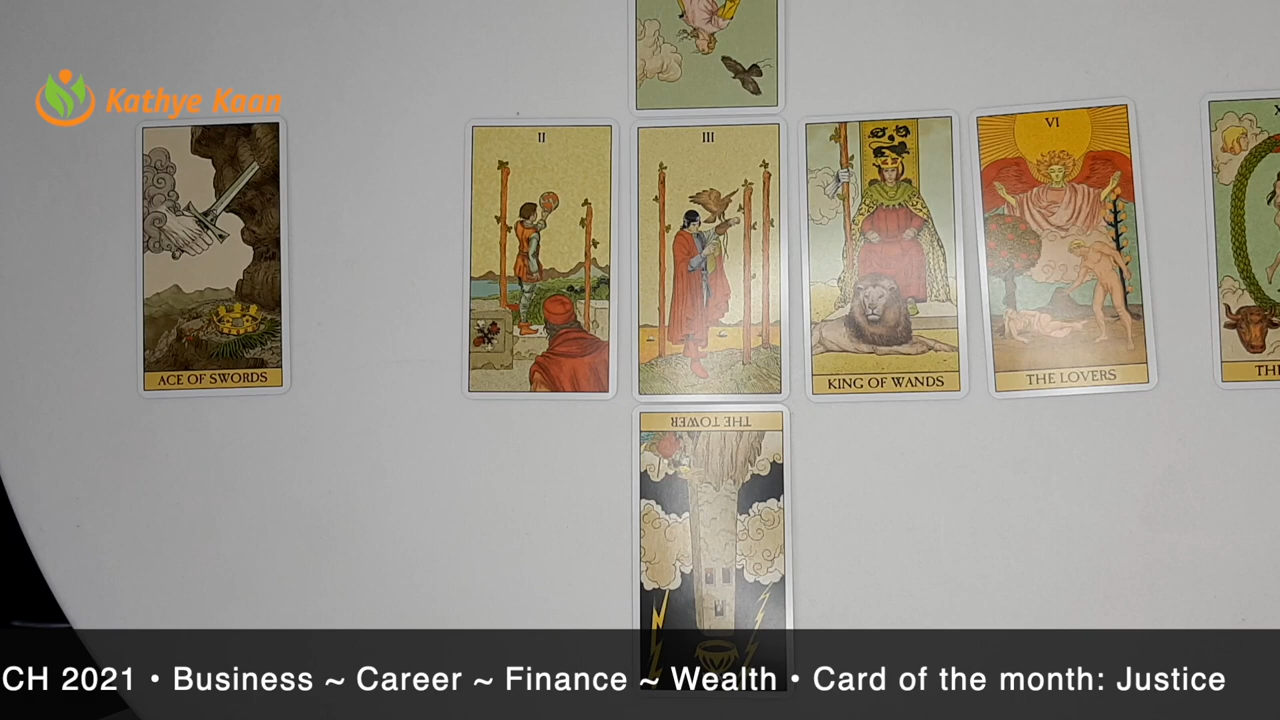 Kathye Kaan
II
III
VI
ACE OF SWORDS
KING OF WANDS
THE LOVERS
THE TOWER
CH 2021 • Business ~ Career ~ Finance ~ Wealth • Card of the month: Justice